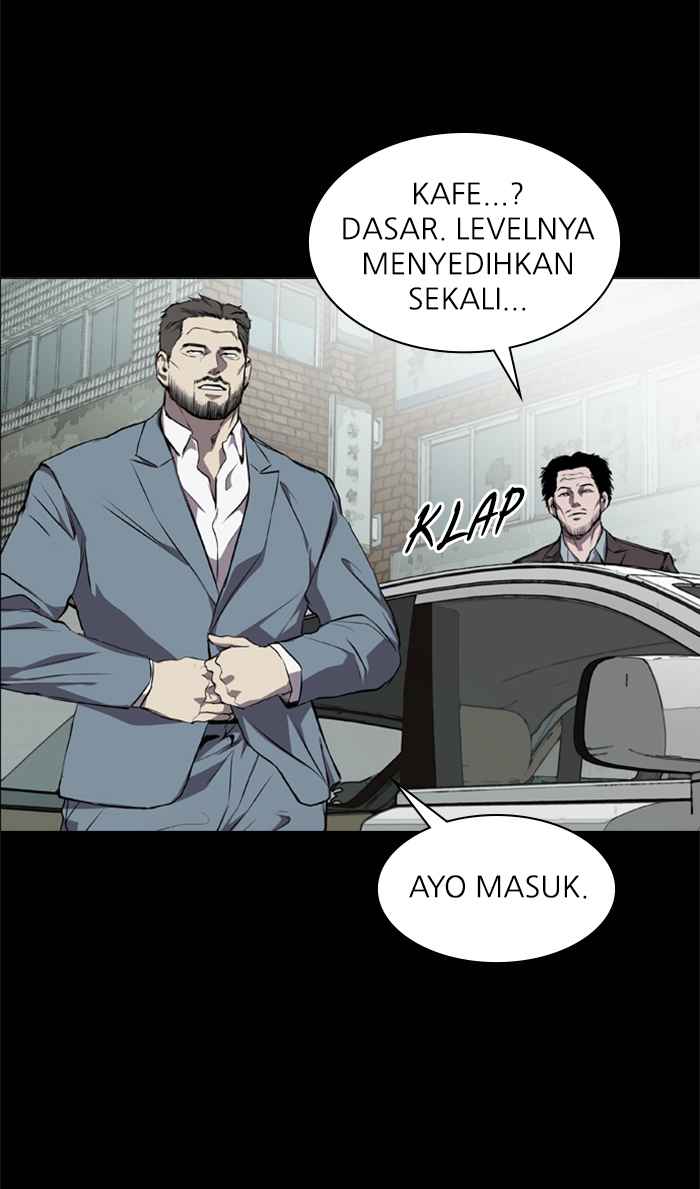 KAFE...?
DASAR. LEVELNYA
MENYEDIHKAN
SEKALI...
KLAP
AYO MASUK.